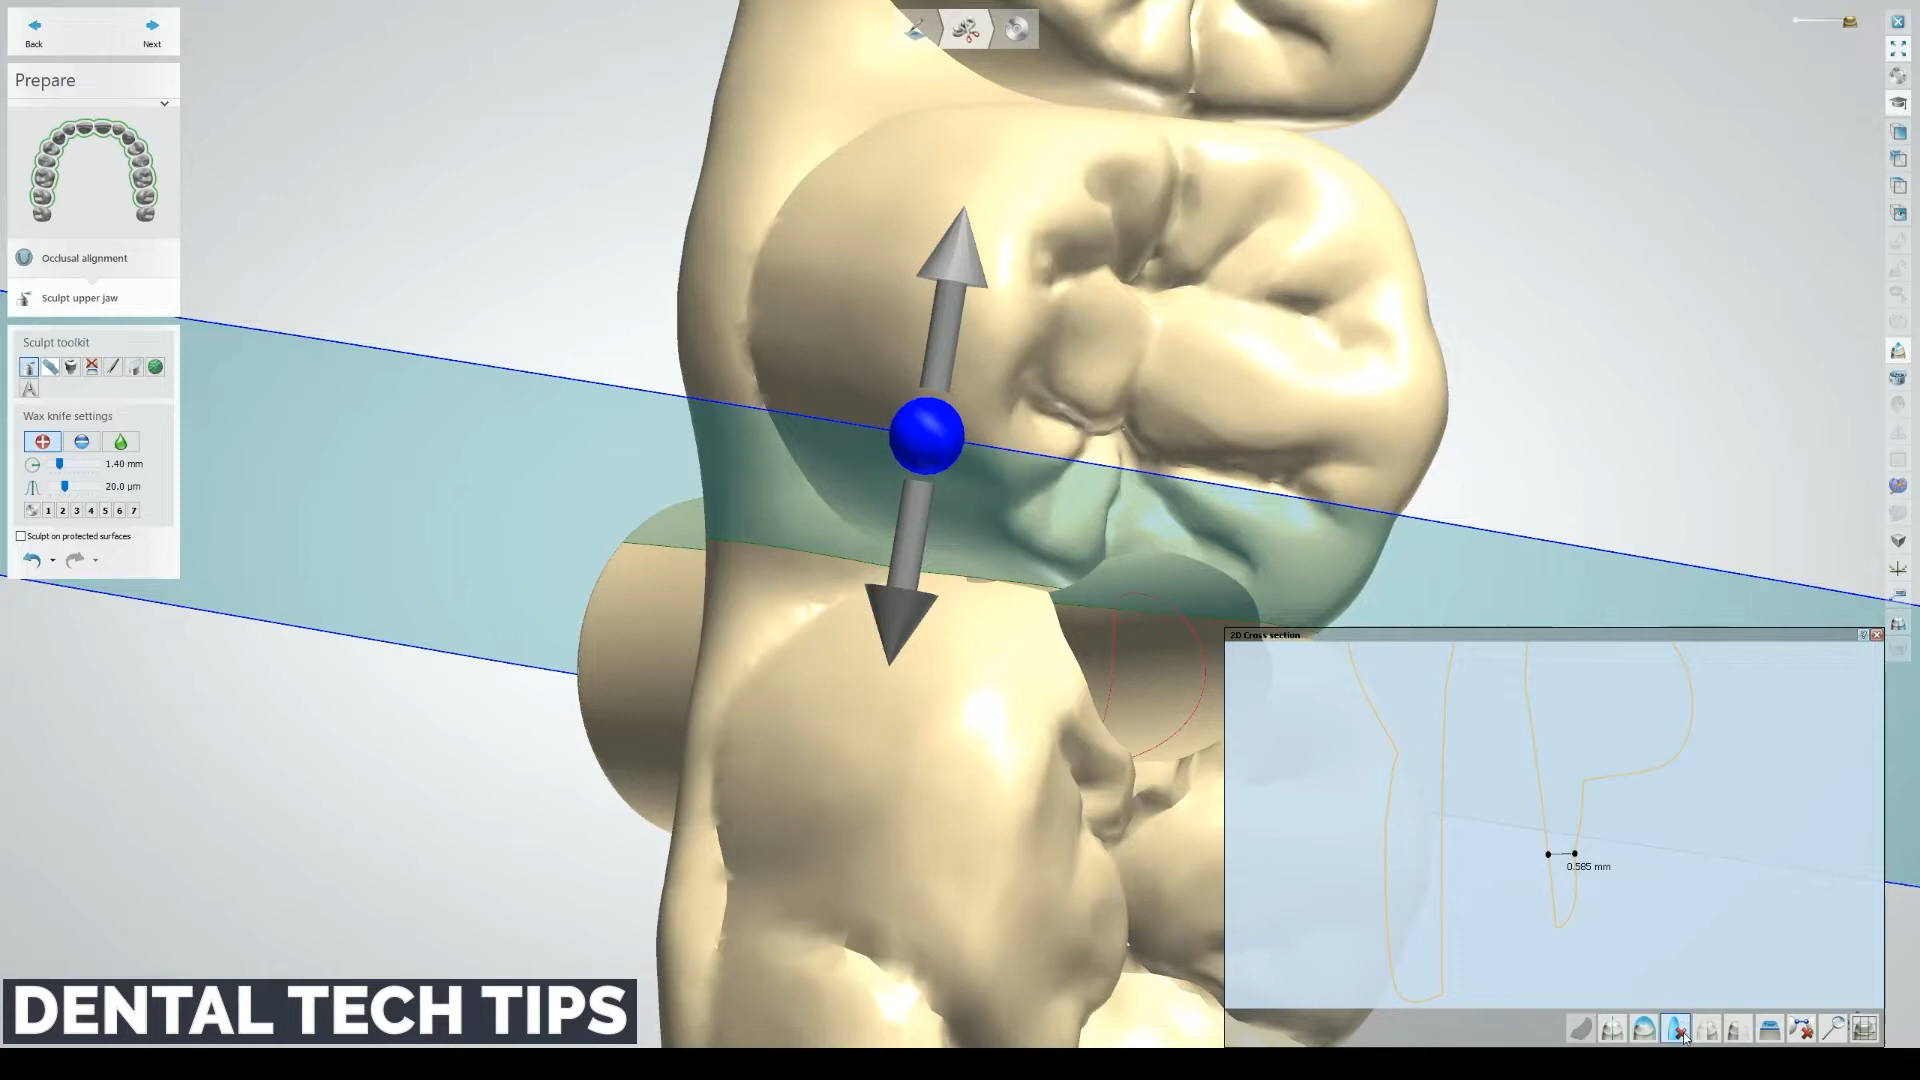 Back
Next
Prepare
Occlusal alignment
Sculpt upper jaw
Sculpt toolkit
Wax knife settings
1.40 mm
20.0 µm
1 2 3 4 5 6 7
Sculpt on protected surfaces
2D Cross section
0.585 mm
DENTAL TECH TIPS